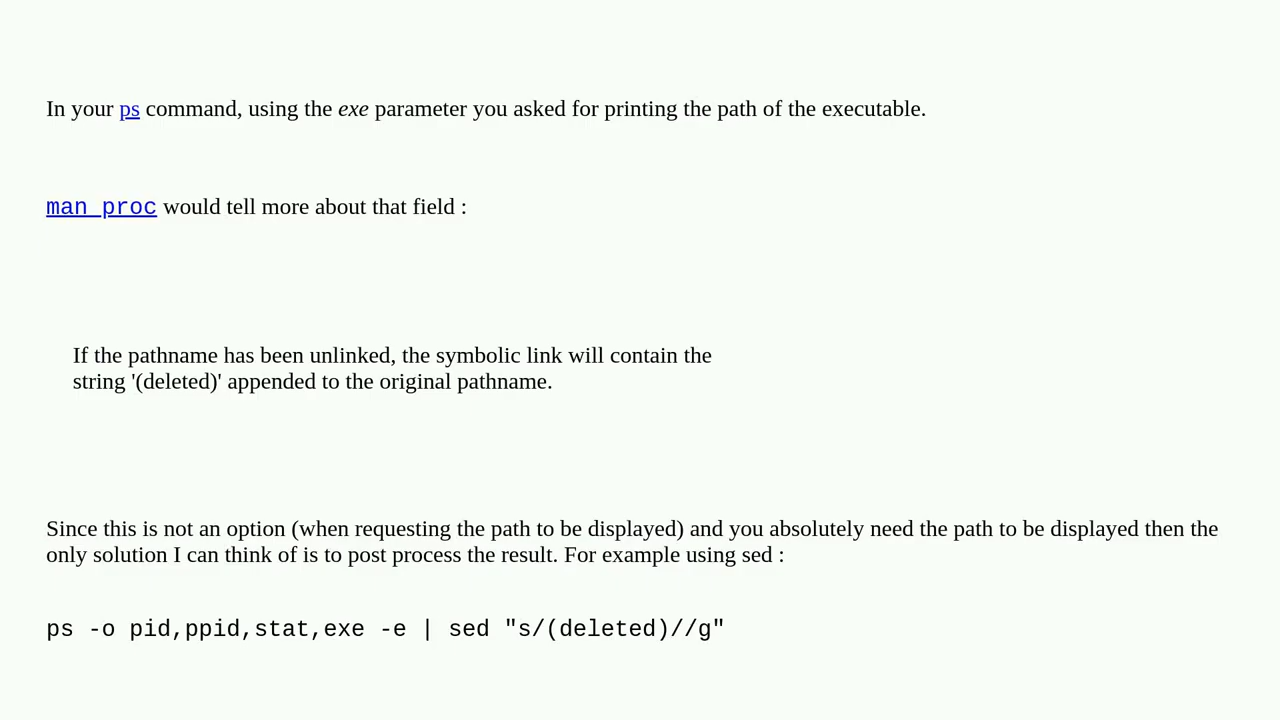 In your ps command, using the exe parameter you asked for printing the path of the executable.
man proc would tell more about that field :
If the pathname has been unlinked, the symbolic link will contain the
string '(deleted)' appended to the original pathname.
Since this is not an option (when requesting the path to be displayed) and you absolutely need the path to be displayed then the
only solution I can think of is to post process the result. For example using sed :
ps -o pid,ppid,stat,exe -e | sed "s/(deleted)//g"